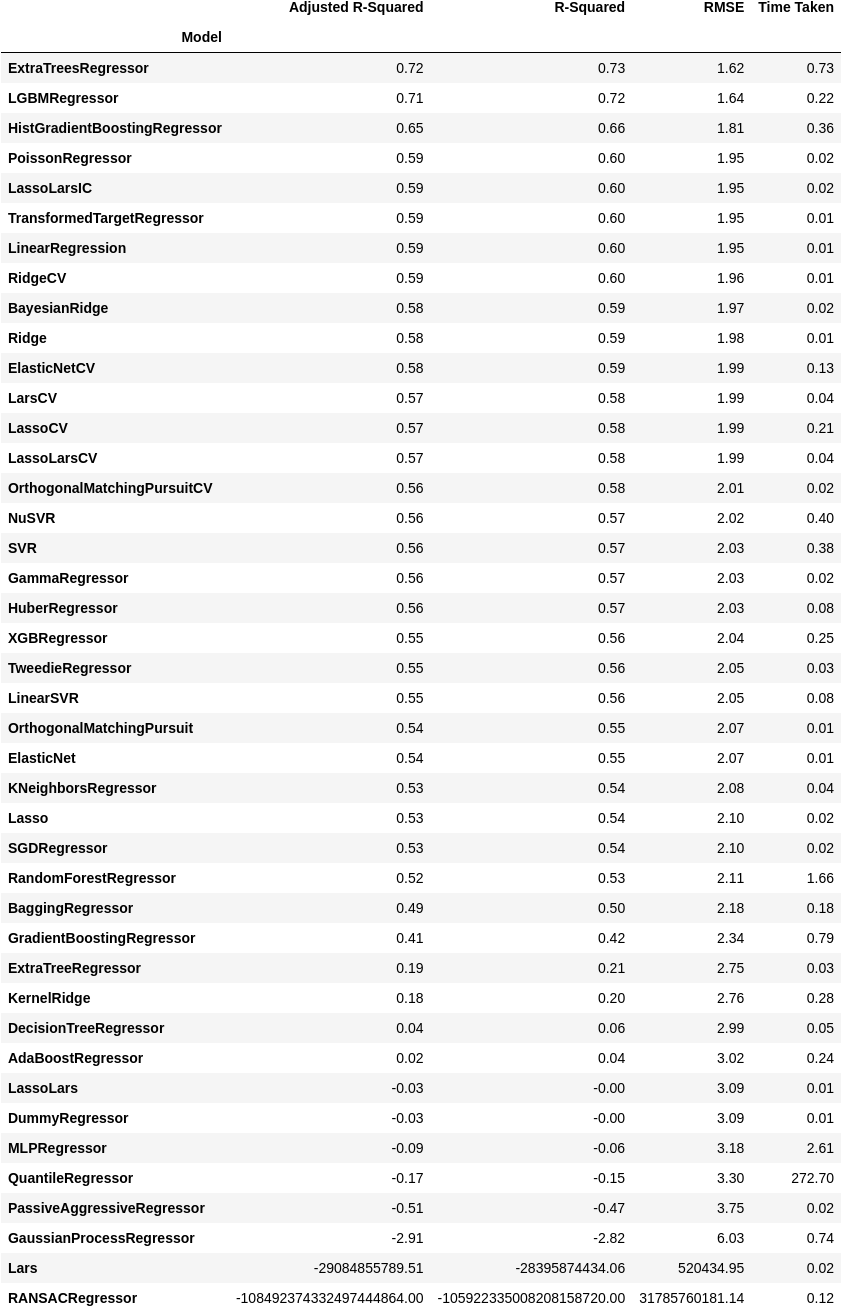 Adjusted R-Squared R-Squared RMSE Time Taken
Model
ExtraTreesRegressor 0.72 0.73 1.62 0.73
LGBMRegressor 0.71 0.72 1.64 0.22
HistGradientBoostingRegressor 0.65 0.66 1.81 0.36
PoissonRegressor 0.59 0.60 1.95 0.02
LassoLarsIC 0.59 0.60 1.95 0.02
TransformedTargetRegressor 0.59 0.60 1.95 0.01
LinearRegression 0.59 0.60 1.95 0.01
RidgeCV 0.59 0.60 1.96 0.01
BayesianRidge 0.58 0.59 1.97 0.02
Ridge 0.58 0.59 1.98 0.01
ElasticNetCV 0.58 0.59 1.99 0.13
LarsCV 0.57 0.58 1.99 0.04
LassoCV 0.57 0.58 1.99 0.21
LassoLarsCV 0.57 0.58 1.99 0.04
OrthogonalMatchingPursuitCV 0.56 0.58 2.01 0.02
NuSVR 0.56 0.57 2.02 0.40
SVR 0.56 0.57 2.03 0.38
GammaRegressor 0.56 0.57 2.03 0.02
HuberRegressor 0.56 0.57 2.03 0.08
XGBRegressor 0.55 0.56 2.04 0.25
TweedieRegressor 0.55 0.56 2.05 0.03
LinearSVR 0.55 0.56 2.05 0.08
OrthogonalMatchingPursuit 0.54 0.55 2.07 0.01
ElasticNet 0.54 0.55 2.07 0.01
KNeighborsRegressor 0.53 0.54 2.08 0.04
Lasso 0.53 0.54 2.10 0.02
SGDRegressor 0.53 0.54 2.10 0.02
RandomForestRegressor 0.52 0.53 2.11 1.66
BaggingRegressor 0.49 0.50 2.18 0.18
GradientBoostingRegressor 0.41 0.42 2.34 0.79
ExtraTreeRegressor 0.19 0.21 2.75 0.03
KernelRidge 0.18 0.20 2.76 0.28
DecisionTreeRegressor 0.04 0.06 2.99 0.05
AdaBoostRegressor 0.02 0.04 3.02 0.24
LassoLars -0.03 -0.00 3.09 0.01
DummyRegressor -0.03 -0.00 3.09 0.01
MLPRegressor -0.09 -0.06 3.18 2.61
QuantileRegressor -0.17 -0.15 3.30 272.70
PassiveAggressiveRegressor -0.51 -0.47 3.75 0.02
GaussianProcessRegressor -2.91 -2.82 6.03 0.74
Lars -29084855789.51 -28395874434.06 520434.95 0.02
RANSACRegressor -108492374332497444864.00 -105922335008208158720.00 31785760181.14 0.12